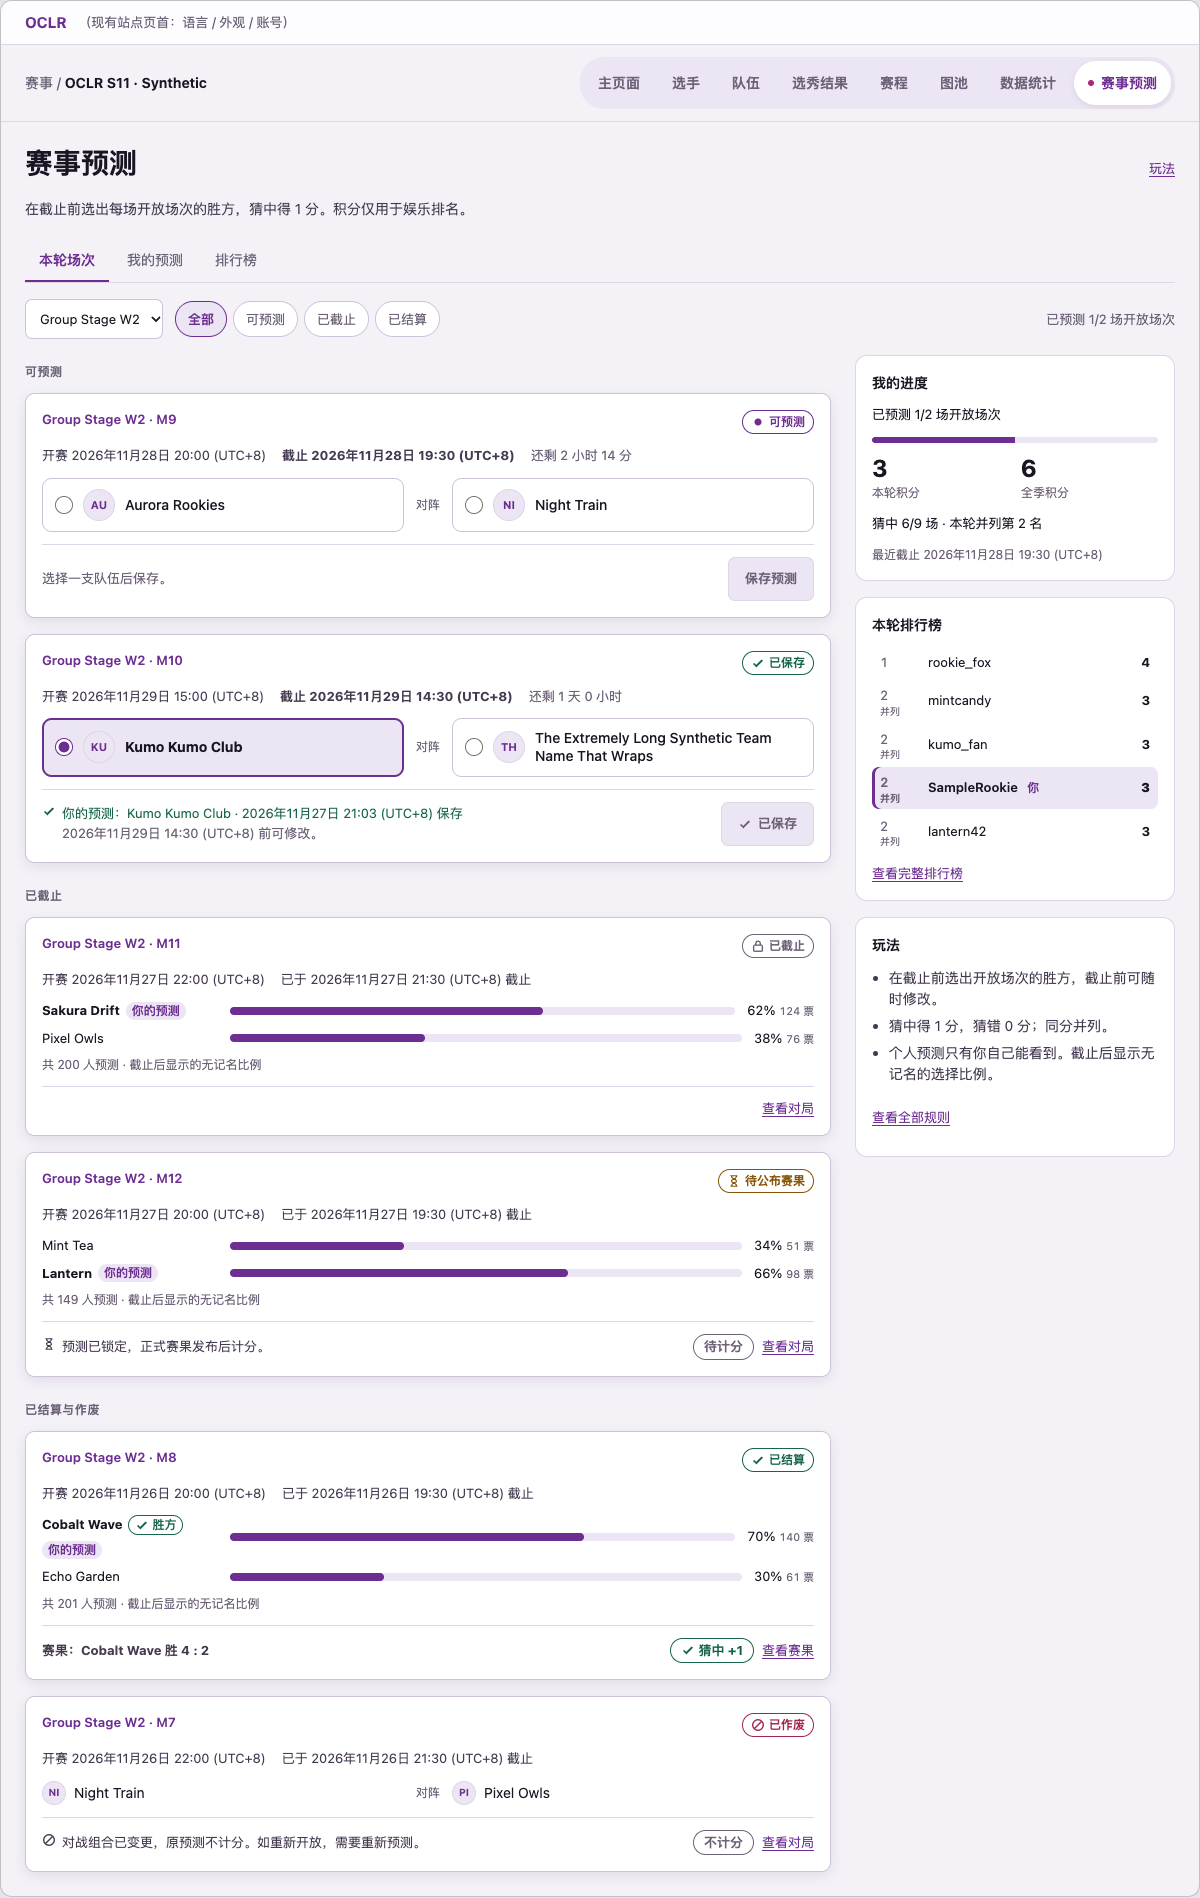 OCLR (现有站点页首：语言 / 外观 / 账号)
赛事 / OCLR S11 · Synthetic
主页面 选手 队伍 选秀结果 赛程 图池 数据统计 赛事预测
赛事预测
玩法
在截止前选出每场开放场次的胜方，猜中得 1 分。积分仅用于娱乐排名。
本轮场次 我的预测 排行榜
Group Stage W2 全部 可预测 已截止 已结算
已预测 1/2 场开放场次
可预测
Group Stage W2 · M9
可预测
开赛 2026年11月28日 20:00 (UTC+8) 截止 2026年11月28日 19:30 (UTC+8) 还剩 2 小时 14 分
AU Aurora Rookies 对阵 NI Night Train
选择一支队伍后保存。
保存预测
Group Stage W2 · M10
已保存
开赛 2026年11月29日 15:00 (UTC+8) 截止 2026年11月29日 14:30 (UTC+8) 还剩 1 天 0 小时
KU Kumo Kumo Club 对阵 TH The Extremely Long Synthetic Team
Name That Wraps
你的预测：Kumo Kumo Club · 2026年11月27日 21:03 (UTC+8) 保存
2026年11月29日 14:30 (UTC+8) 前可修改。
已保存
已截止
Group Stage W2 · M11
已截止
开赛 2026年11月27日 22:00 (UTC+8) 已于 2026年11月27日 21:30 (UTC+8) 截止
Sakura Drift 你的预测 62% 124 票
Pixel Owls 38% 76 票
共 200 人预测 · 截止后显示的无记名比例
查看对局
Group Stage W2 · M12
待公布赛果
开赛 2026年11月27日 20:00 (UTC+8) 已于 2026年11月27日 19:30 (UTC+8) 截止
Mint Tea 34% 51 票
Lantern 你的预测 66% 98 票
共 149 人预测 · 截止后显示的无记名比例
预测已锁定，正式赛果发布后计分。
待计分 查看对局
已结算与作废
Group Stage W2 · M8
已结算
开赛 2026年11月26日 20:00 (UTC+8) 已于 2026年11月26日 19:30 (UTC+8) 截止
Cobalt Wave 胜方
你的预测
70% 140 票
Echo Garden 30% 61 票
共 201 人预测 · 截止后显示的无记名比例
赛果：Cobalt Wave 胜 4 : 2
猜中 +1 查看赛果
Group Stage W2 · M7
已作废
开赛 2026年11月26日 22:00 (UTC+8) 已于 2026年11月26日 21:30 (UTC+8) 截止
NI Night Train 对阵 PI Pixel Owls
对战组合已变更，原预测不计分。如重新开放，需要重新预测。
不计分 查看对局
我的进度
已预测 1/2 场开放场次
3 6
本轮积分 全季积分
猜中 6/9 场 · 本轮并列第 2 名
最近截止 2026年11月28日 19:30 (UTC+8)
本轮排行榜
1 rookie_fox 4
2 并列 mintcandy 3
2 并列 kumo_fan 3
2 并列 SampleRookie 你 3
2 并列 lantern42 3
查看完整排行榜
玩法
• 在截止前选出开放场次的胜方，截止前可随
时修改。
• 猜中得 1 分，猜错 0 分；同分并列。
• 个人预测只有你自己能看到。截止后显示无
记名的选择比例。
查看全部规则